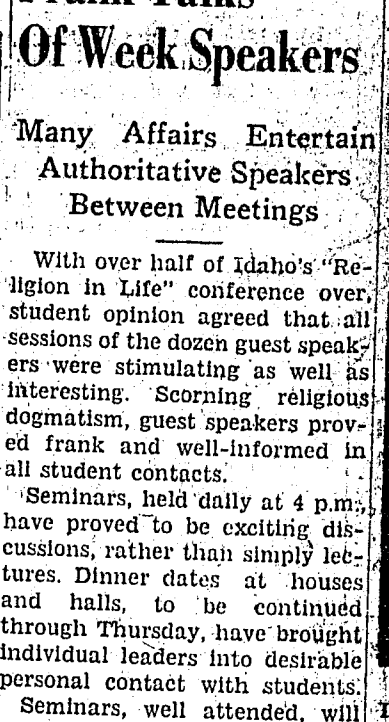 Frank Talks
Of Week Speakers
Many Affairs Entertain
Authoritative Speakers
Between Meetings
With over half of Idaho's "Re-
ligion in Life" conference over,
student opinion agreed that all
sessions of the dozen guest speak-
ers were stimulating as well as
interesting. Scorning religious
dogmatism, guest speakers prov-
ed frank and well-informed in
all student contacts.
Seminars, held daily at 4 p.m.,
have proved to be exciting dis-
cussions, rather than simply lec-
tures. Dinner dates at houses
and halls, to be continued
through Thursday, have brought
individual leaders into desirable
personal contact with students.
Seminars, well attended, will